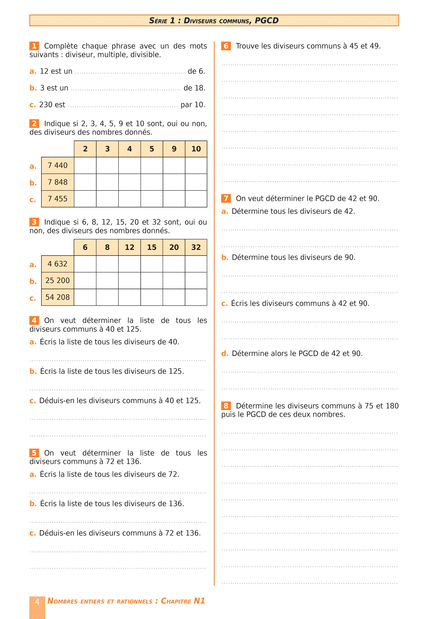 SÉRIE 1 : DIVISEURS COMMUNS, PGCD
1 Complète chaque phrase avec un des mots
suivants : diviseur, multiple, divisible.
a. 12 est un ................................................ de 6.
b. 3 est un ................................................ de 18.
c. 230 est ................................................ par 10.
2 Indique si 2, 3, 4, 5, 9 et 10 sont, oui ou non,
des diviseurs des nombres donnés.
2 3 4 5 9 10
a. 7 440
b. 7 848
c. 7 455
3 Indique si 6, 8, 12, 15, 20 et 32 sont, oui ou
non, des diviseurs des nombres donnés.
6 8 12 15 20 32
a. 4 632
b. 25 200
c. 54 208
4 On veut déterminer la liste de tous les
diviseurs communs à 40 et 125.
a. Écris la liste de tous les diviseurs de 40.
b. Écris la liste de tous les diviseurs de 125.
c. Déduis-en les diviseurs communs à 40 et 125.
5 On veut déterminer la liste de tous les
diviseurs communs à 72 et 136.
a. Écris la liste de tous les diviseurs de 72.
b. Écris la liste de tous les diviseurs de 136.
c. Déduis-en les diviseurs communs à 72 et 136.
6 Trouve les diviseurs communs à 45 et 49.
7 On veut déterminer le PGCD de 42 et 90.
a. Détermine tous les diviseurs de 42.
b. Détermine tous les diviseurs de 90.
c. Écris les diviseurs communs à 42 et 90.
d. Détermine alors le PGCD de 42 et 90.
8 Détermine les diviseurs communs à 75 et 180
puis le PGCD de ces deux nombres.
4 NOMBRES ENTIERS ET RATIONNELS : CHAPITRE N1